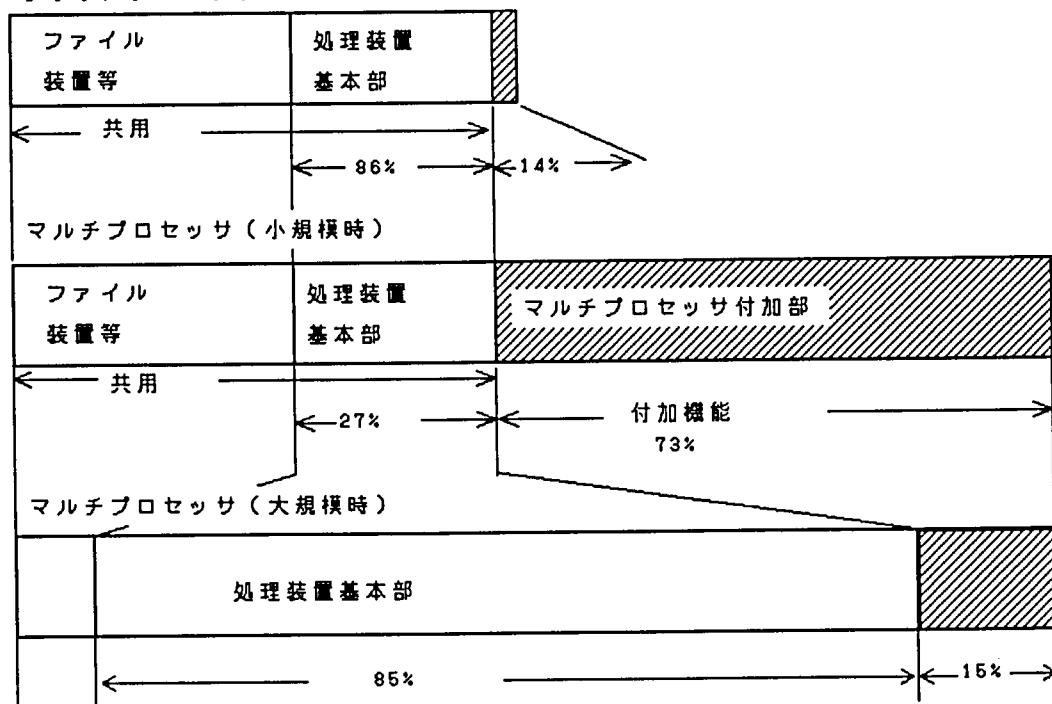 ファイル
装置等
処理装置
基本部
共用
86%
14%
マルチプロセッサ(小規模時)
ファイル
装置等
処理装置
基本部
マルチプロセッサ付加部
共用
27%
付加機能
73%
マルチプロセッサ(大規模時)
処理装置基本部
85%
15%